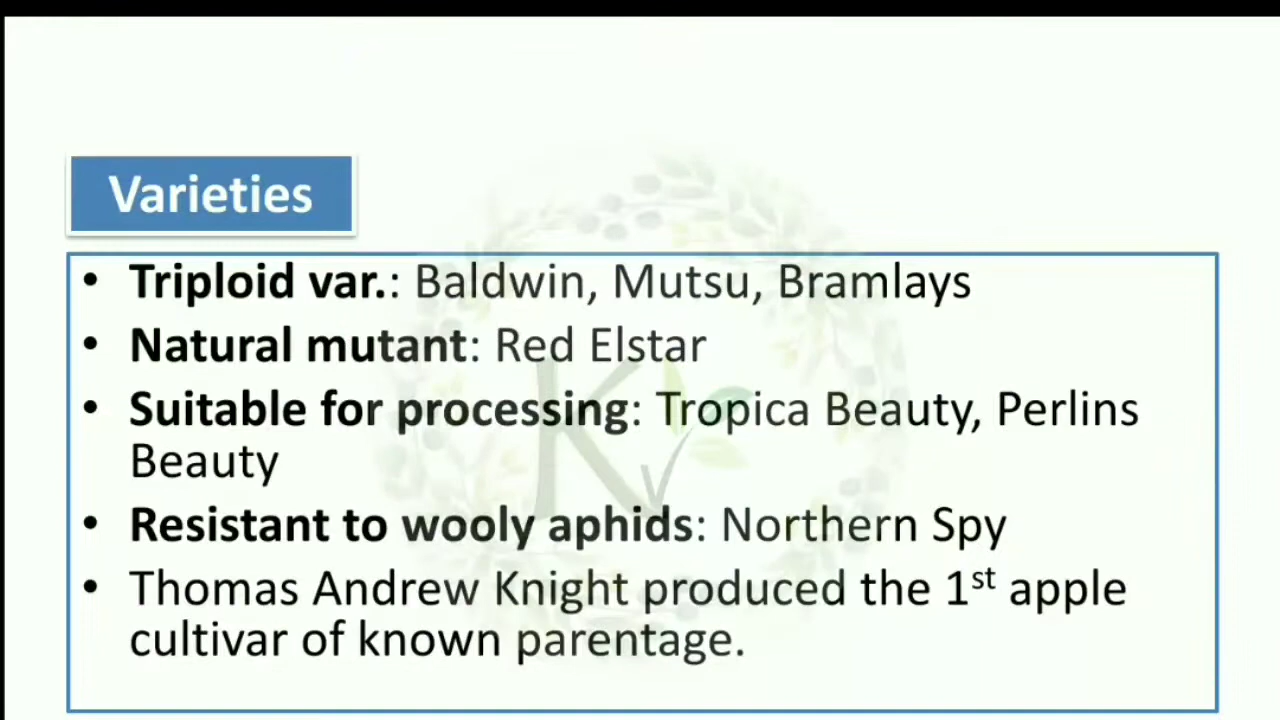 Varieties
• Triploid var.: Baldwin, Mutsu, Bramlays
• Natural mutant: Red Elstar
• Suitable for processing: Tropica Beauty, Perlins
Beauty
• Resistant to wooly aphids: Northern Spy
• Thomas Andrew Knight produced the 1st apple
cultivar of known parentage.
Kv